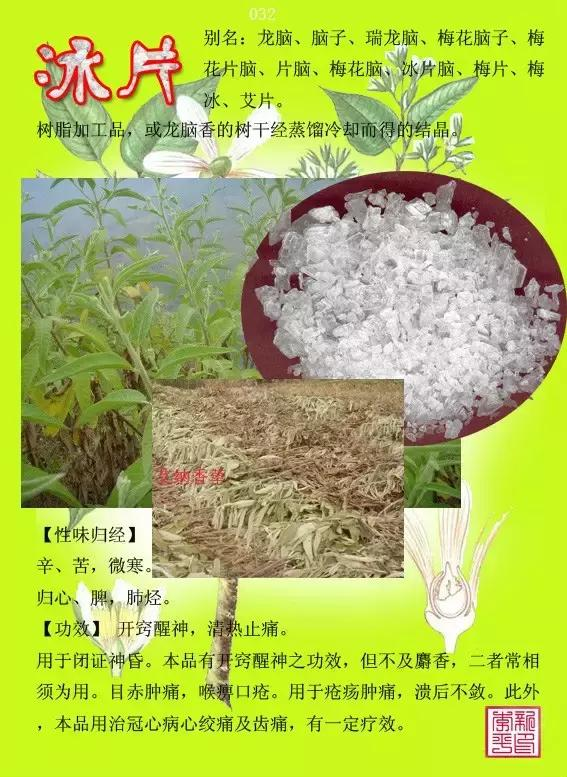 032
冰片
别名：龙脑、脑子、瑞龙脑、梅花脑子、梅
花片脑、片脑、梅花脑、冰片脑、梅片、梅
冰、艾片。
树脂加工品，或龙脑香的树干经蒸馏冷却而得的结晶。
艾纳香草
【性味归经】
辛、苦，微寒。
归心、脾，肺烃。
【功效】 开窍醒神，清热止痛。
用于闭证神昏。本品有开窍醒神之功效，但不及麝香，二者常相
须为用。目赤肿痛，喉痹口疮。用于疮疡肿痛，溃后不敛。此外
，本品用治冠心病心绞痛及齿痛，有一定疗效。